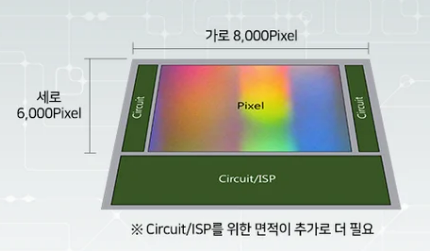 가로 8,000Pixel
세로
6,000Pixel
Circuit
Pixel
Circuit
Circuit/ISP
※ Circuit/ISP를 위한 면적이 추가로 더 필요